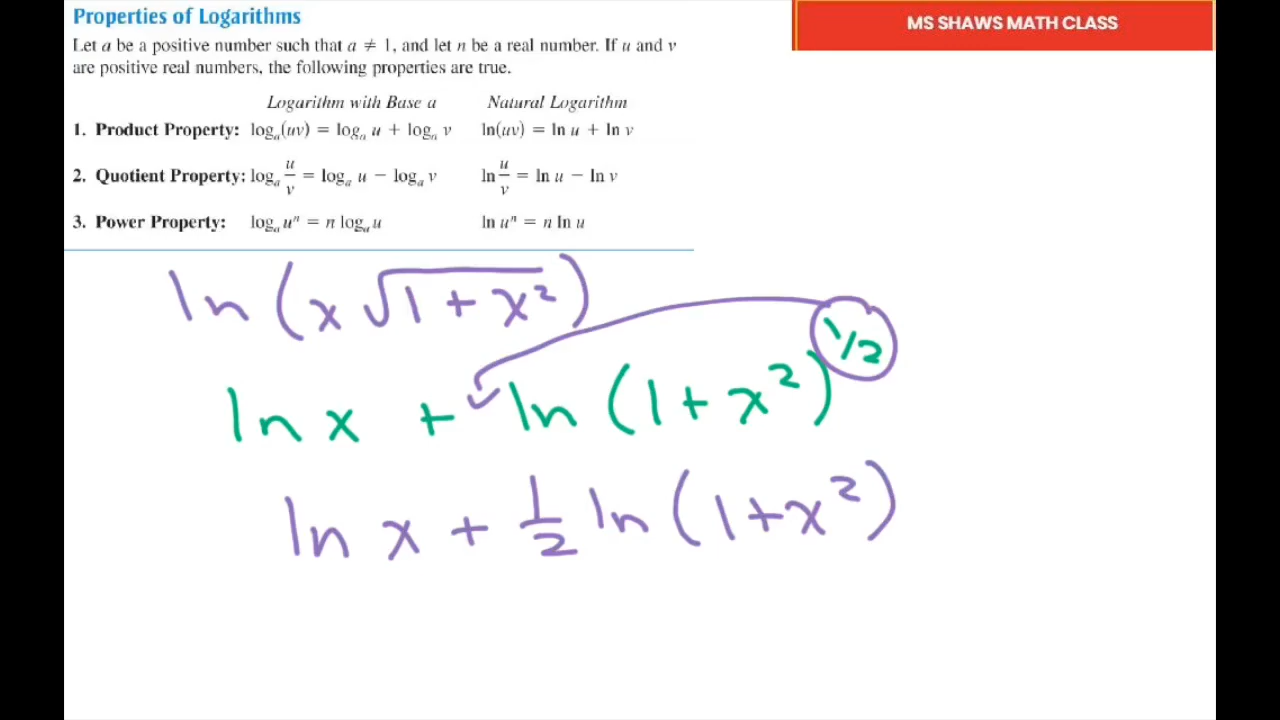 Properties of Logarithms
MS SHAWS MATH CLASS
Let a be a positive number such that a ≠ 1, and let n be a real number. If u and v
are positive real numbers, the following properties are true.
Logarithm with Base a Natural Logarithm
1. Product Property: logₐ(uv) = logₐ u + logₐ v ln(uv) = ln u + ln v
2. Quotient Property: logₐ u/v = logₐ u − logₐ v ln u/v = ln u − ln v
3. Power Property: logₐ uⁿ = n logₐ u ln uⁿ = n ln u
ln (x √(1 + x²))
ln x + ln (1 + x²)^1/2
ln x + 1/2 ln (1 + x²)